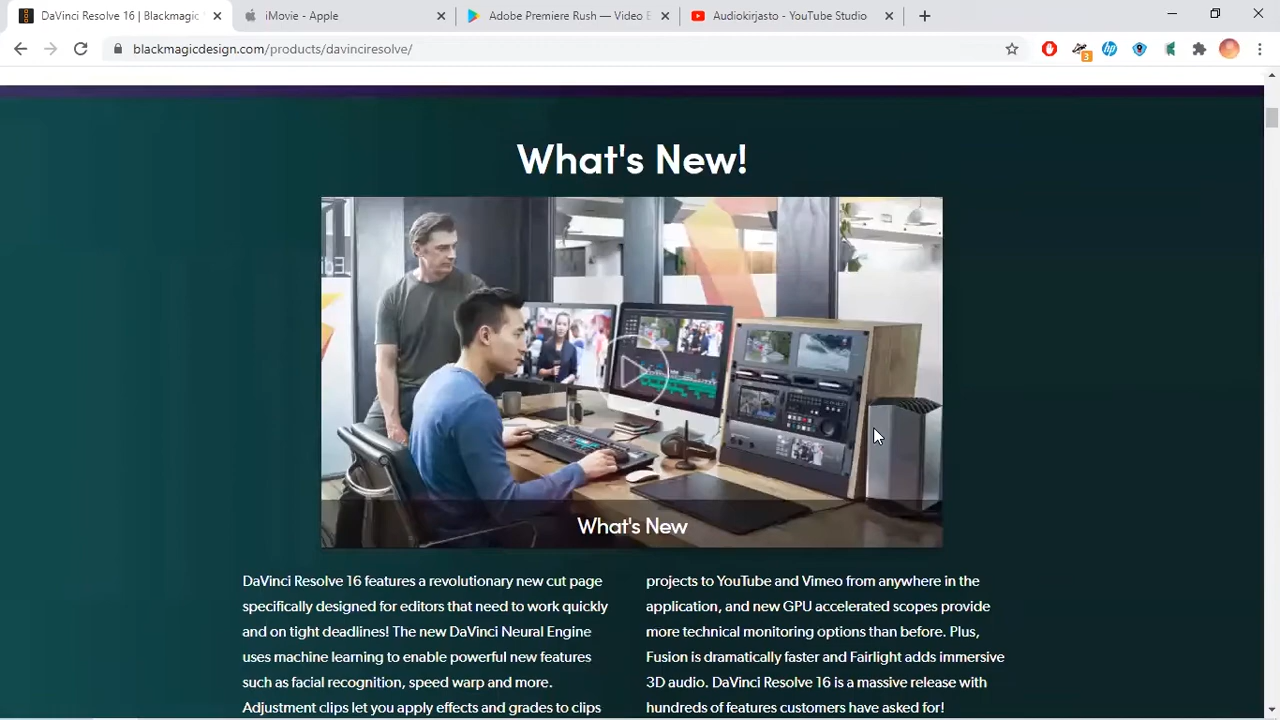 DaVinci Resolve 16 | Blackmagic
iMovie - Apple
Adobe Premiere Rush — Video E
Audiokirjasto - YouTube Studio
blackmagicdesign.com/products/davinciresolve/
3
What's New!
What's New
DaVinci Resolve 16 features a revolutionary new cut page
specifically designed for editors that need to work quickly
and on tight deadlines! The new DaVinci Neural Engine
uses machine learning to enable powerful new features
such as facial recognition, speed warp and more.
Adjustment clips let you apply effects and grades to clips
projects to YouTube and Vimeo from anywhere in the
application, and new GPU accelerated scopes provide
more technical monitoring options than before. Plus,
Fusion is dramatically faster and Fairlight adds immersive
3D audio. DaVinci Resolve 16 is a massive release with
hundreds of features customers have asked for!